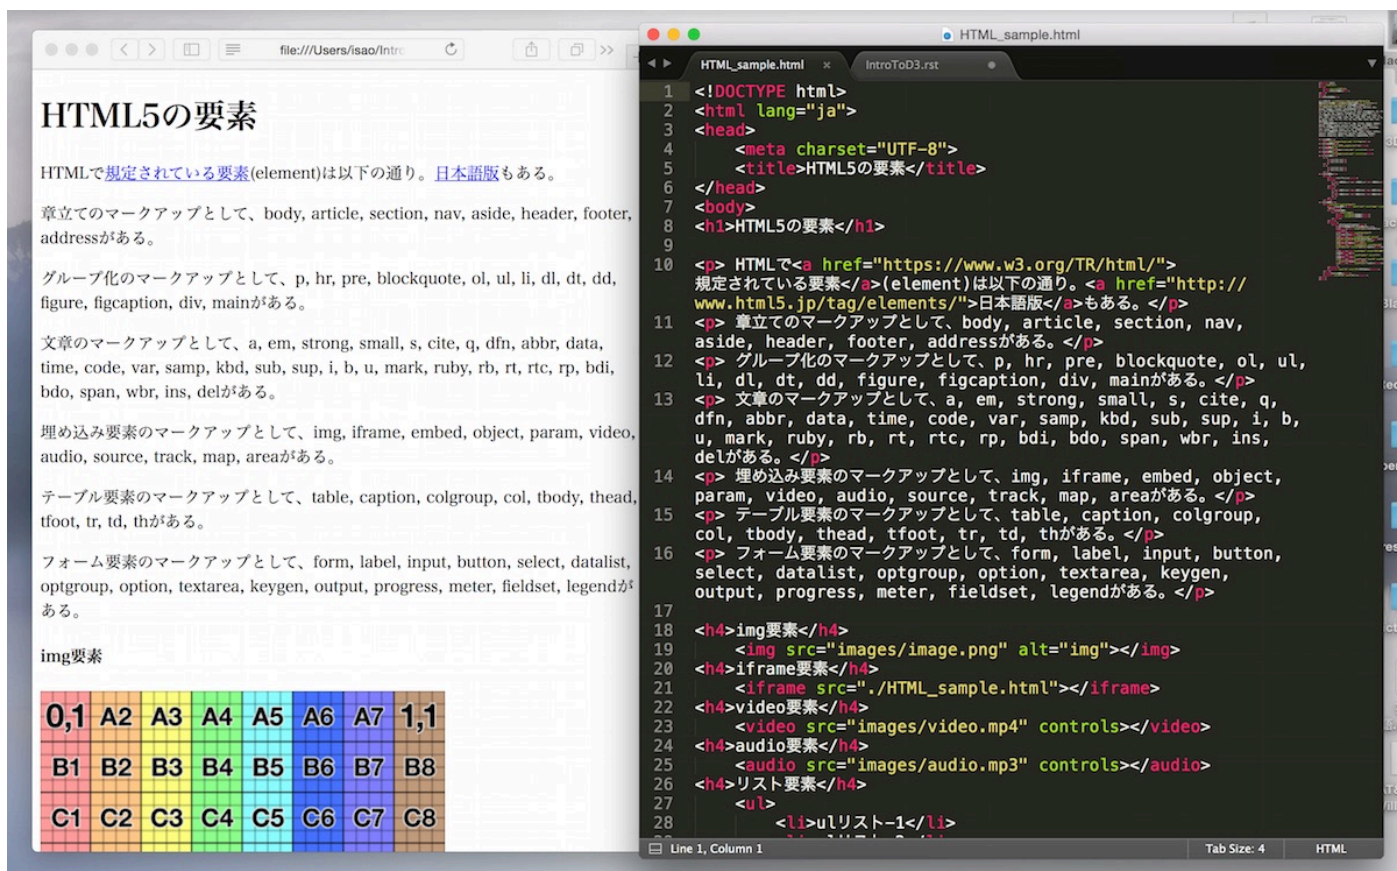 file:///Users/isao/Intro
HTML5の要素
HTMLで規定されている要素(element)は以下の通り。日本語版もある。
章立てのマークアップとして、body, article, section, nav, aside, header, footer,
addressがある。
グループ化のマークアップとして、p, hr, pre, blockquote, ol, ul, li, dl, dt, dd,
figure, figcaption, div, mainがある。
文章のマークアップとして、a, em, strong, small, s, cite, q, dfn, abbr, data,
time, code, var, samp, kbd, sub, sup, i, b, u, mark, ruby, rb, rt, rtc, rp, bdi,
bdo, span, wbr, ins, delがある。
埋め込み要素のマークアップとして、img, iframe, embed, object, param, video,
audio, source, track, map, areaがある。
テーブル要素のマークアップとして、table, caption, colgroup, col, tbody, thead,
tfoot, tr, td, thがある。
フォーム要素のマークアップとして、form, label, input, button, select, datalist,
optgroup, option, textarea, keygen, output, progress, meter, fieldset, legendが
ある。
img要素
0,1 A2 A3 A4 A5 A6 A7 1,1
B1 B2 B3 B4 B5 B6 B7 B8
C1 C2 C3 C4 C5 C6 C7 C8
HTML_sample.html
HTML_sample.html × IntroToD3.rst
1 <!DOCTYPE html>
2 <html lang="ja">
3 <head>
4 <meta charset="UTF-8">
5 <title>HTML5の要素</title>
6 </head>
7 <body>
8 <h1>HTML5の要素</h1>
9
10 <p> HTMLで<a href="https://www.w3.org/TR/html/">
規定されている要素</a>(element)は以下の通り。<a href="http://
www.html5.jp/tag/elements/">日本語版</a>もある。</p>
11 <p> 章立てのマークアップとして、body, article, section, nav,
aside, header, footer, addressがある。</p>
12 <p> グループ化のマークアップとして、p, hr, pre, blockquote, ol, ul,
li, dl, dt, dd, figure, figcaption, div, mainがある。</p>
13 <p> 文章のマークアップとして、a, em, strong, small, s, cite, q,
dfn, abbr, data, time, code, var, samp, kbd, sub, sup, i, b,
u, mark, ruby, rb, rt, rtc, rp, bdi, bdo, span, wbr, ins,
delがある。</p>
14 <p> 埋め込み要素のマークアップとして、img, iframe, embed, object,
param, video, audio, source, track, map, areaがある。</p>
15 <p> テーブル要素のマークアップとして、table, caption, colgroup,
col, tbody, thead, tfoot, tr, td, thがある。</p>
16 <p> フォーム要素のマークアップとして、form, label, input, button,
select, datalist, optgroup, option, textarea, keygen,
output, progress, meter, fieldset, legendがある。</p>
17
18 <h4>img要素</h4>
19 <img src="images/image.png" alt="img"></img>
20 <h4>iframe要素</h4>
21 <iframe src="./HTML_sample.html"></iframe>
22 <h4>video要素</h4>
23 <video src="images/video.mp4" controls></video>
24 <h4>audio要素</h4>
25 <audio src="images/audio.mp3" controls></audio>
26 <h4>リスト要素</h4>
27 <ul>
28 <li>ulリスト-1</li>
Line 1, Column 1
Tab Size: 4 HTML